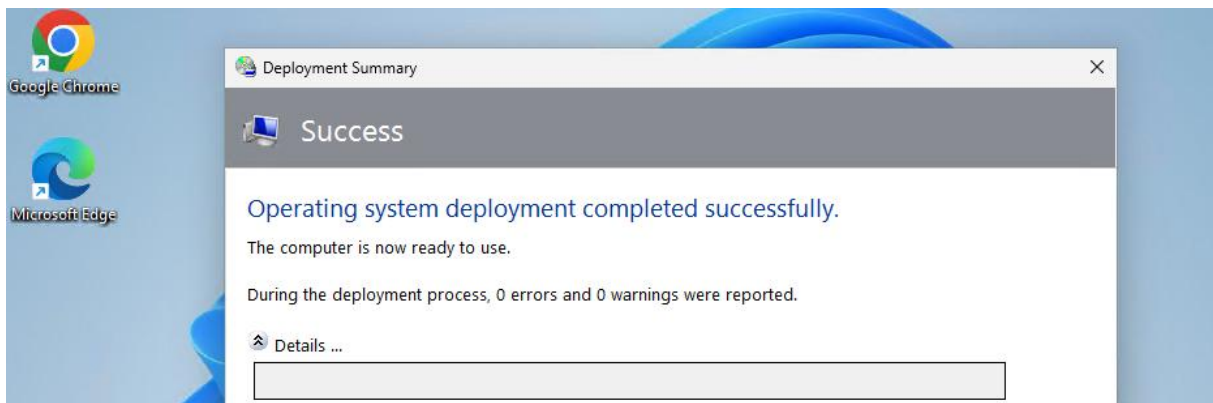 Google Chrome
Microsoft Edge
Deployment Summary
Success
Operating system deployment completed successfully.
The computer is now ready to use.
During the deployment process, 0 errors and 0 warnings were reported.
Details ...